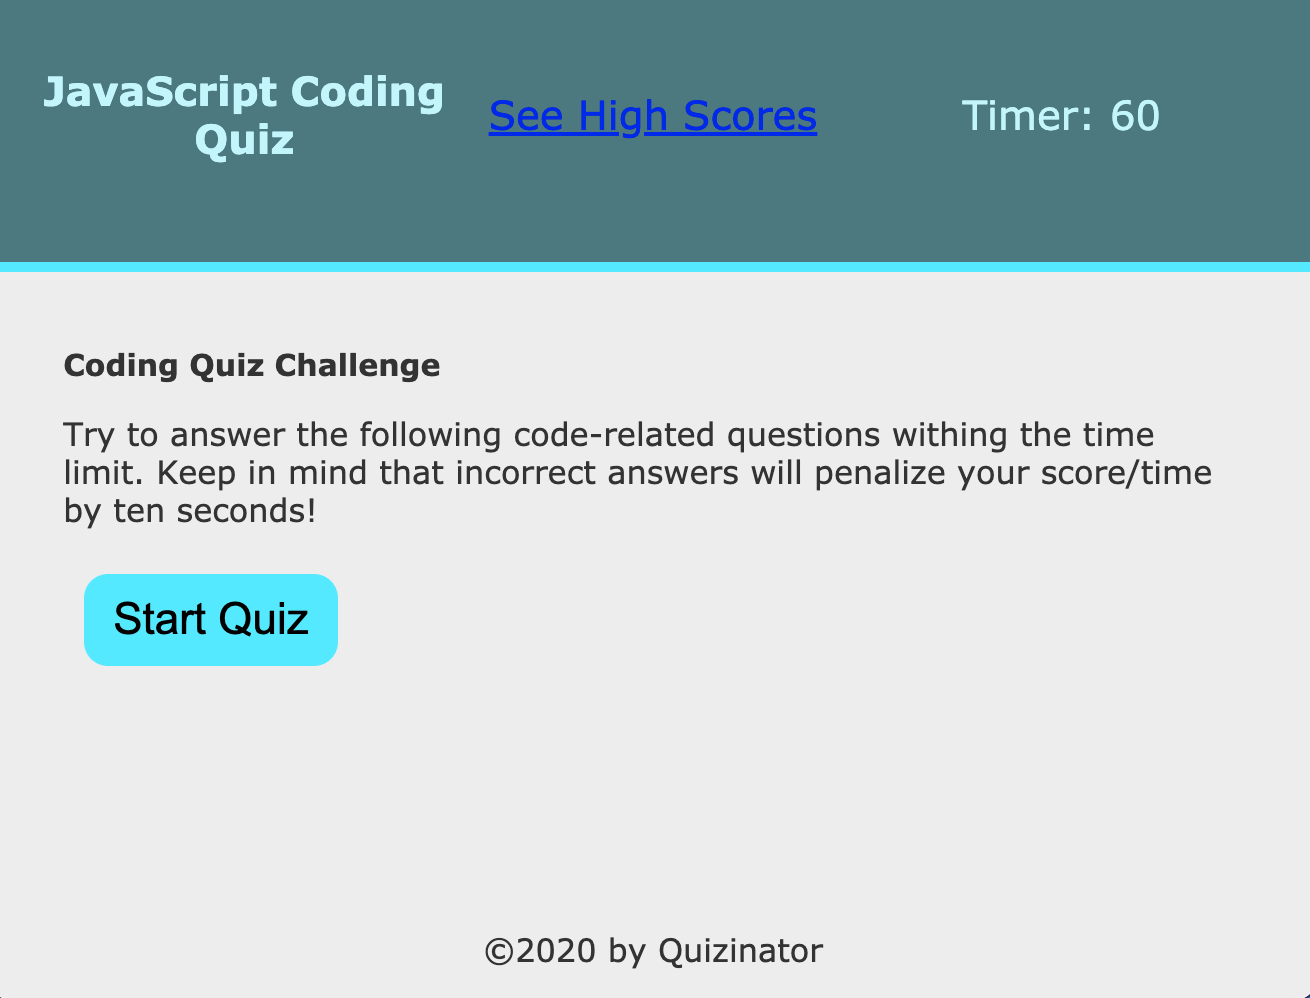 JavaScript Coding
Quiz
See High Scores
Timer: 60
Coding Quiz Challenge
Try to answer the following code-related questions withing the time
limit. Keep in mind that incorrect answers will penalize your score/time
by ten seconds!
Start Quiz
©2020 by Quizinator